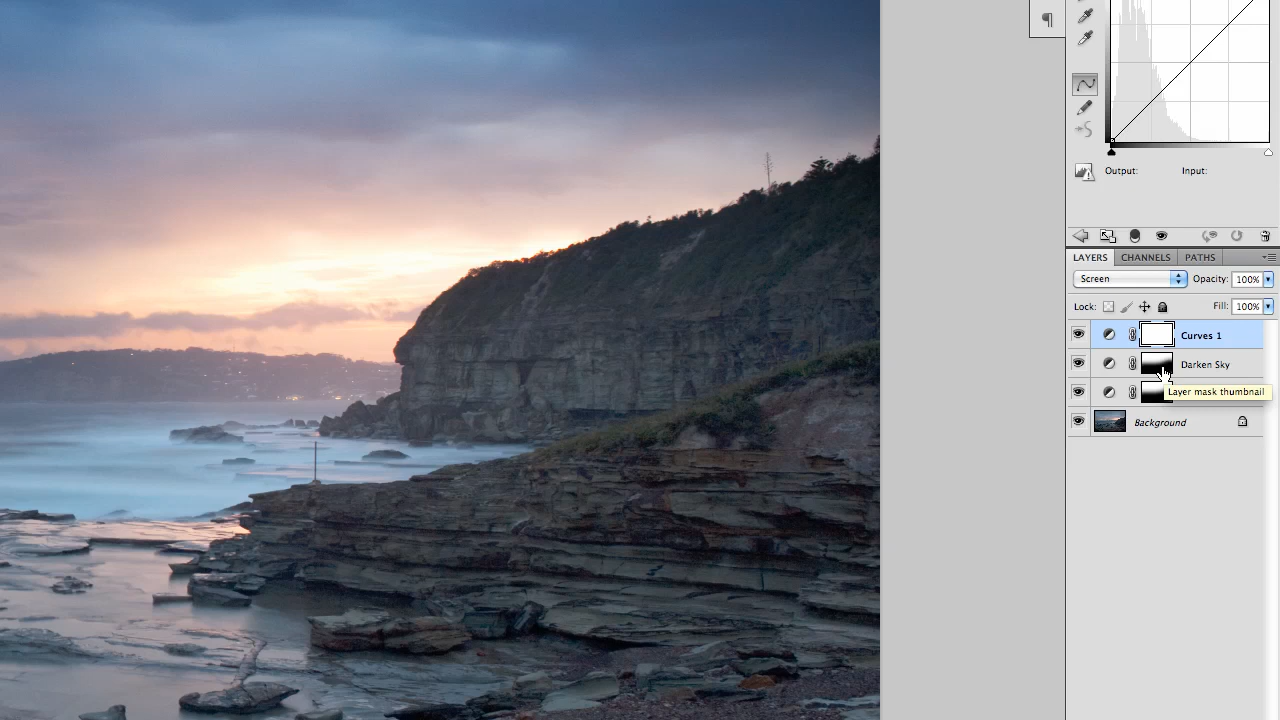 ¶
Output: Input:
LAYERS CHANNELS PATHS
Screen Opacity: 100%
Lock: Fill: 100%
Curves 1
Darken Sky
Layer mask thumbnail
Background